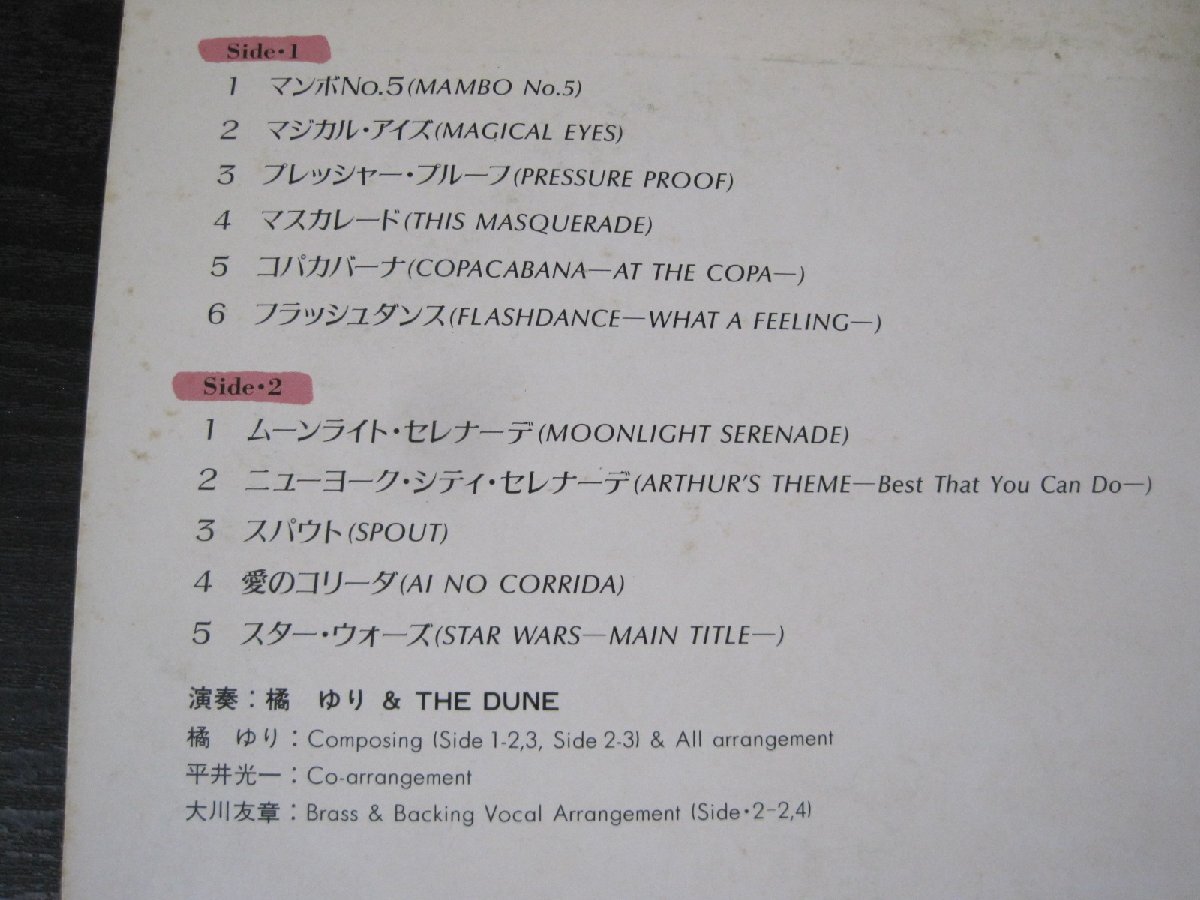 Side・1
1 マンボNo.5(MAMBO No.5)
2 マジカル・アイズ(MAGICAL EYES)
3 プレッシャー・プルーフ(PRESSURE PROOF)
4 マスカレード(THIS MASQUERADE)
5 コパカバーナ(COPACABANA—AT THE COPA—)
6 フラッシュダンス(FLASHDANCE—WHAT A FEELING—)
Side・2
1 ムーンライト・セレナーデ(MOONLIGHT SERENADE)
2 ニューヨーク・シティ・セレナーデ(ARTHUR'S THEME—Best That You Can Do—)
3 スパウト(SPOUT)
4 愛のコリーダ(AI NO CORRIDA)
5 スター・ウォーズ(STAR WARS—MAIN TITLE—)
演奏：橘 ゆり & THE DUNE
橘 ゆり：Composing (Side 1-2,3, Side 2-3) & All arrangement
平井光一：Co-arrangement
大川友章：Brass & Backing Vocal Arrangement (Side・2-2,4)